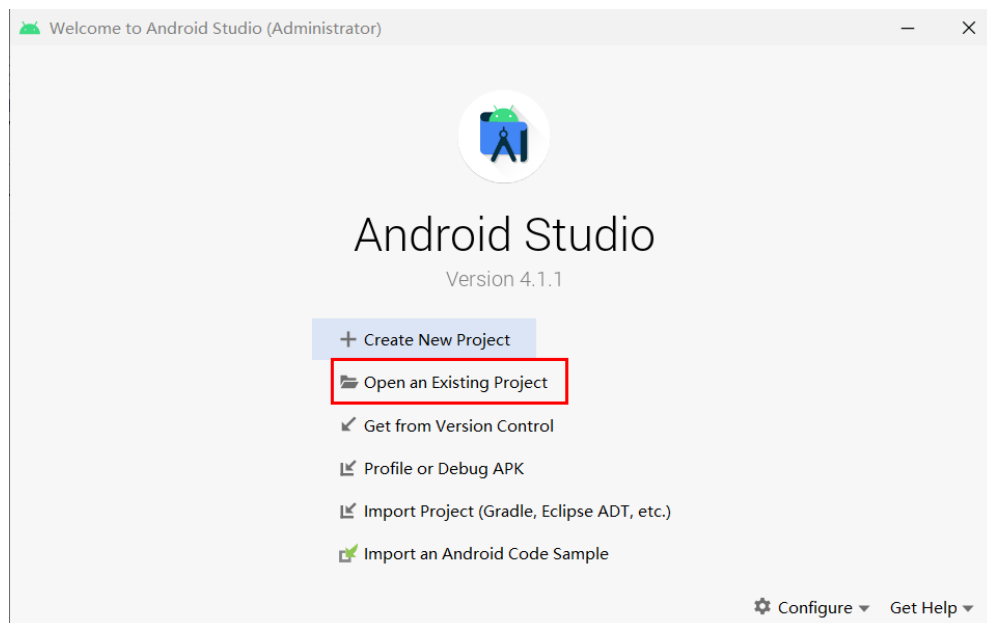 Welcome to Android Studio (Administrator)
Android Studio
Version 4.1.1
Create New Project
Open an Existing Project
Get from Version Control
Profile or Debug APK
Import Project (Gradle, Eclipse ADT, etc.)
Import an Android Code Sample
Configure Get Help